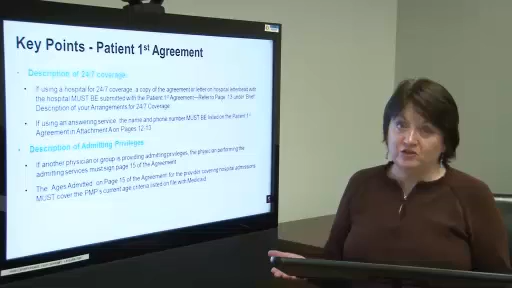 Key Points - Patient 1st Agreement
Description of 24/7 coverage.
If using a hospital for 24/7 coverage, a copy of the agreement or letter on hospital letterhead with
the hospital MUST BE submitted with the Patient 1st Agreement – Refer to Page 15 under Brief
Description of your Arrangements for 24/7 Coverage
If using an answering service, the name and phone number MUST BE listed on the Patient 1st
Agreement in Attachment A on Pages 12-13
Description of Admitting Privileges
If another physician or group is providing admitting privileges, the physician performing the
admitting services must sign page 15 of the Agreement
The Ages Admitted on Page 15 of the Agreement for the provider covering hospital admissions
MUST cover the PMP's current age criteria listed on file with Medicaid